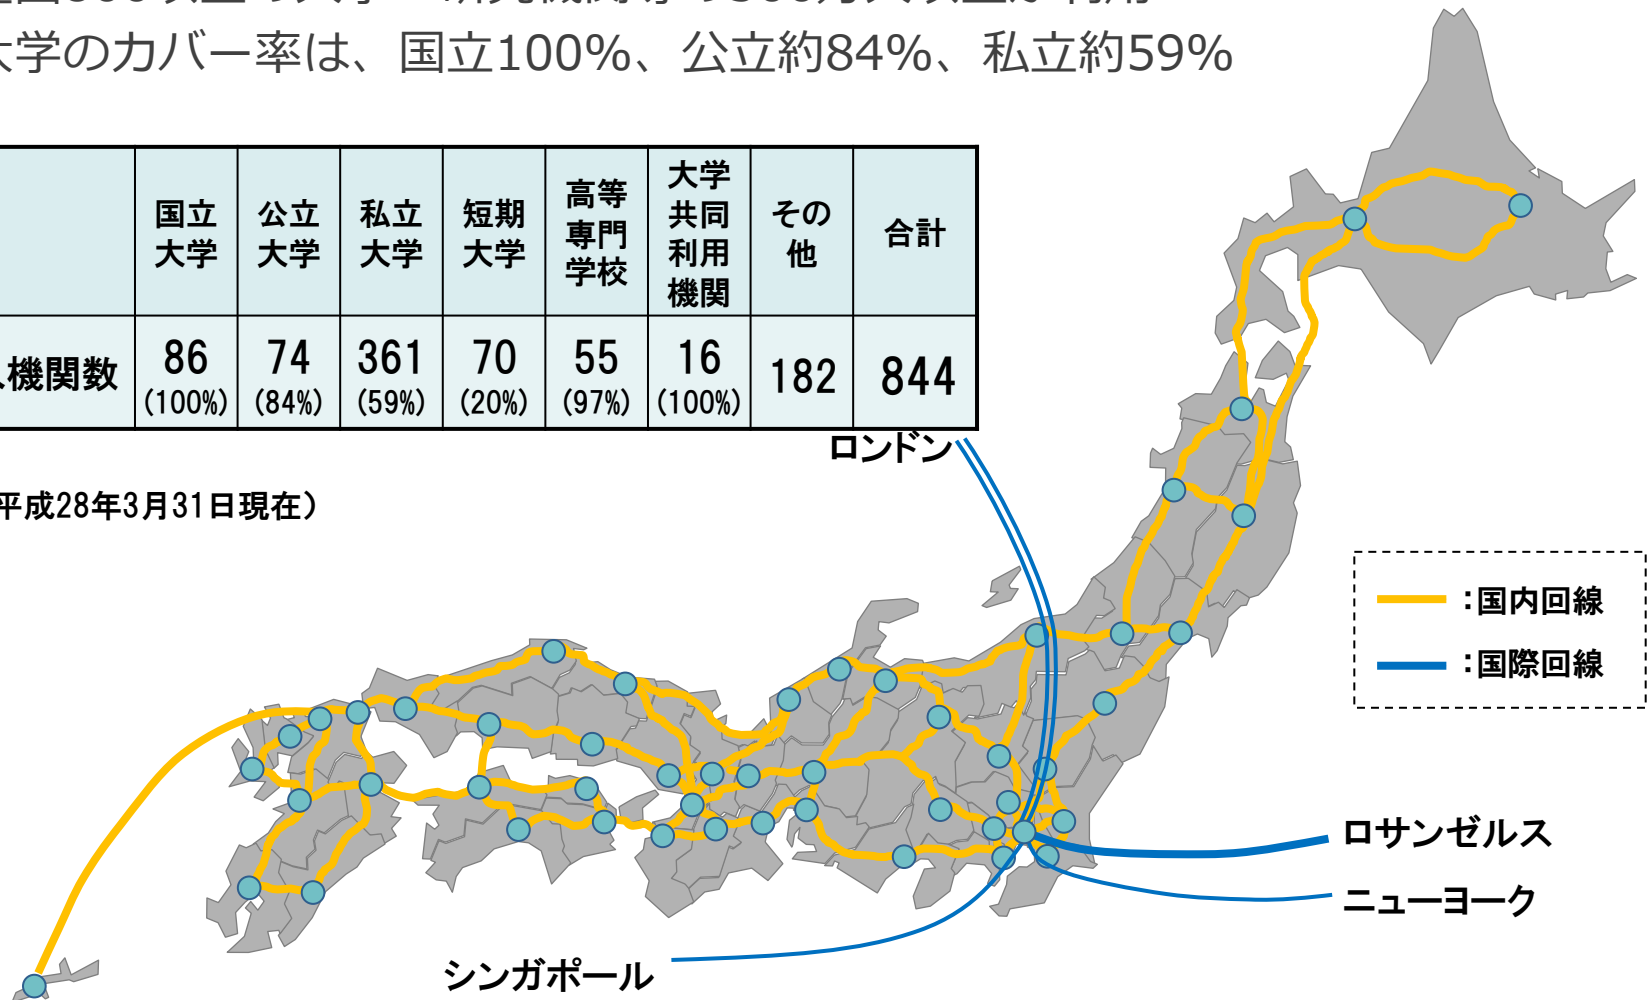 大学のカバー率は、国立100%、公立約84%、私立約59%
国立大学 公立大学 私立大学 短期大学 高等専門学校 大学共同利用機関 その他 合計
機関数 86 74 361 70 55 16 182 844
(100%) (84%) (59%) (20%) (97%) (100%)
ロンドン
平成28年3月31日現在）
：国内回線
：国際回線
ロサンゼルス
ニューヨーク
シンガポール